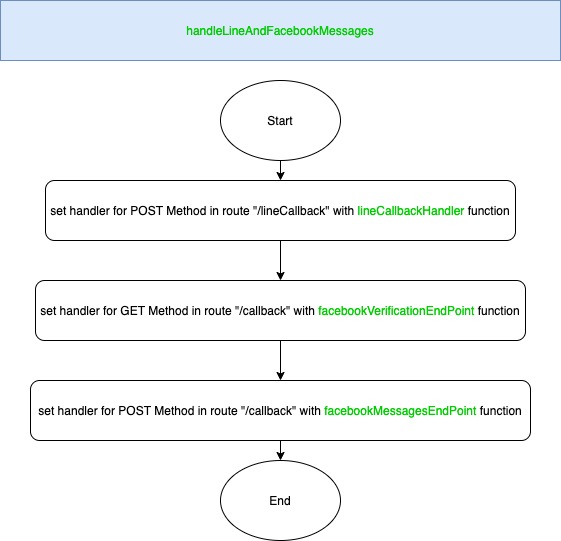 handleLineAndFacebookMessages
Start
set handler for POST Method in route "/lineCallback" with lineCallbackHandler function
set handler for GET Method in route "/callback" with facebookVerificationEndPoint function
set handler for POST Method in route "/callback" with facebookMessagesEndPoint function
End